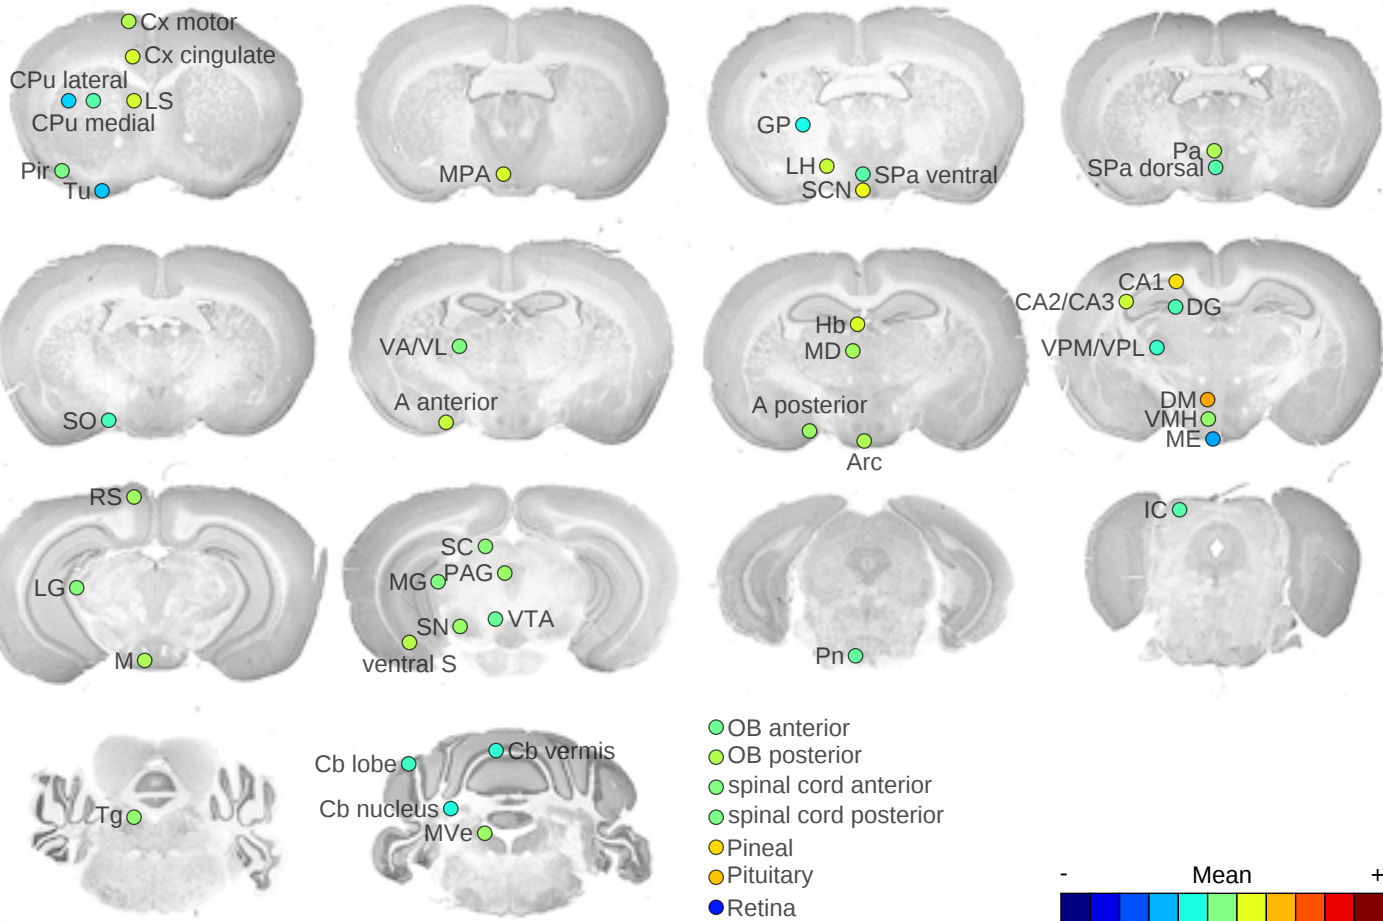 Cx motor
Cx cingulate
CPu lateral
LS
CPu medial
Pir
Tu
MPA
GP
LH
SPa ventral
SCN
Pa
SPa dorsal
SO
VA/VL
A anterior
Hb
MD
A posterior
Arc
CA1
CA2/CA3
DG
VPM/VPL
DM
VMH
ME
RS
LG
M
SC
MG
PAG
SN
VTA
ventral S
Pn
IC
Tg
Cb lobe
Cb vermis
Cb nucleus
MVe
OB anterior
OB posterior
spinal cord anterior
spinal cord posterior
Pineal
Pituitary
Retina
- Mean +